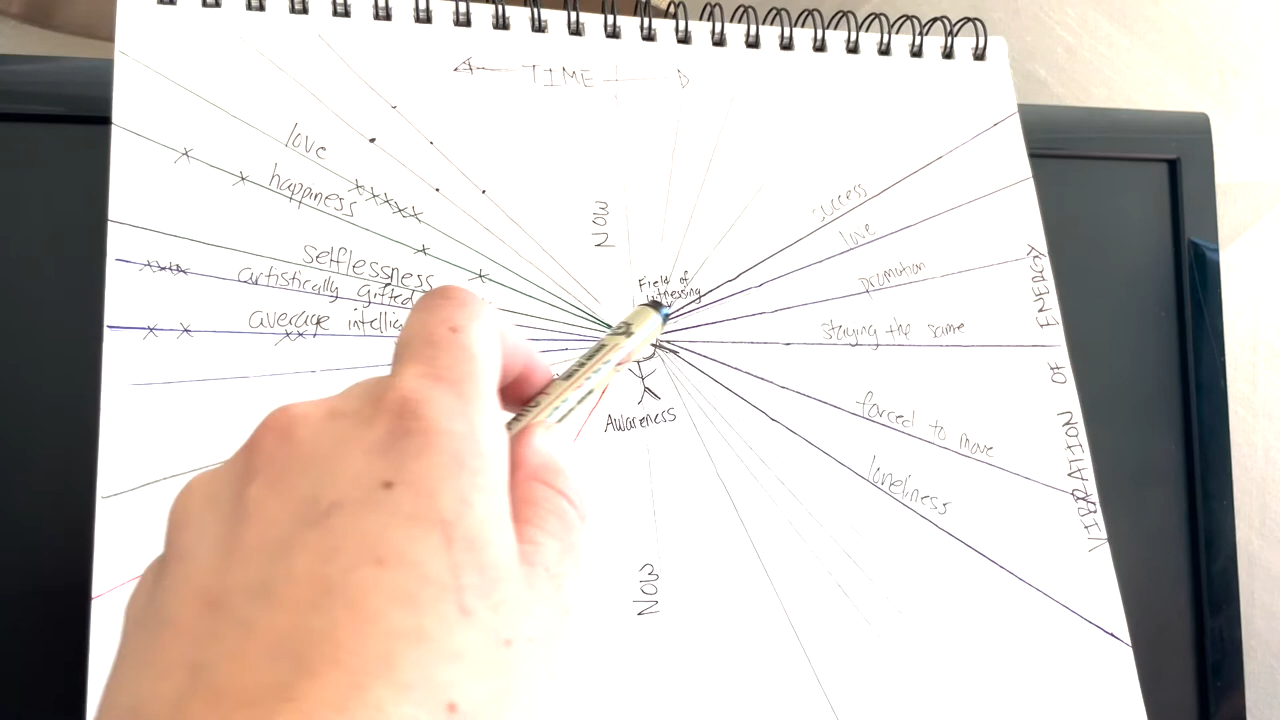 TIME
love
happiness
selflessness
artistically gifted
average
NOW
Field of
Witnessing
Awareness
NOW
success
love
promotion
staying the same
forced to move
loneliness
VIBRATION OF ENERGY